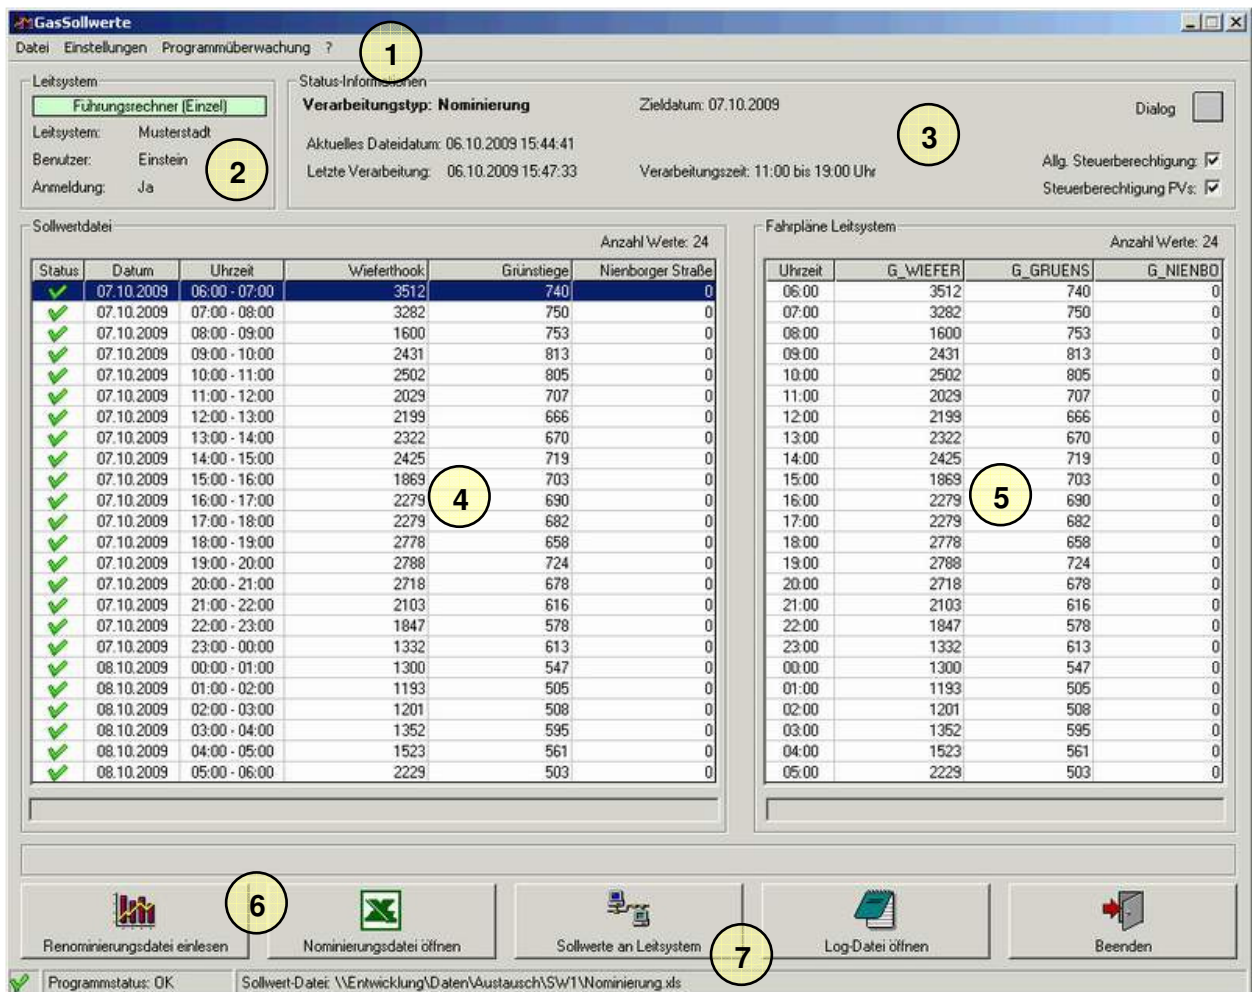 GasSollwerte
Datei Einstellungen Programmüberwachung ?
1
Leitsystem
Führungsrechner (Einzel)
Leitsystem: Musterstadt
Benutzer: Einstein
Anmeldung: Ja
2
Status-Informationen
Verarbeitungstyp: Nominierung Zieldatum: 07.10.2009 Dialog
Aktuelles Dateidatum: 06.10.2009 15:44:41
Letzte Verarbeitung: 06.10.2009 15:47:33 Verarbeitungszeit: 11:00 bis 19:00 Uhr
3
Allg. Steuerberechtigung:
Steuerberechtigung PVs:
Sollwertdatei
Anzahl Werte: 24
Status Datum Uhrzeit Wieferthook Grünstiege Nienborger Straße
07.10.2009 06:00 - 07:00 3512 740 0
07.10.2009 07:00 - 08:00 3282 750 0
07.10.2009 08:00 - 09:00 1600 753 0
07.10.2009 09:00 - 10:00 2431 813 0
07.10.2009 10:00 - 11:00 2502 805 0
07.10.2009 11:00 - 12:00 2029 707 0
07.10.2009 12:00 - 13:00 2199 666 0
07.10.2009 13:00 - 14:00 2322 670 0
07.10.2009 14:00 - 15:00 2425 719 0
07.10.2009 15:00 - 16:00 1869 703 0
07.10.2009 16:00 - 17:00 2279 690 0
07.10.2009 17:00 - 18:00 2279 682 0
07.10.2009 18:00 - 19:00 2778 658 0
07.10.2009 19:00 - 20:00 2788 724 0
07.10.2009 20:00 - 21:00 2718 678 0
07.10.2009 21:00 - 22:00 2103 616 0
07.10.2009 22:00 - 23:00 1847 578 0
07.10.2009 23:00 - 00:00 1332 613 0
08.10.2009 00:00 - 01:00 1300 547 0
08.10.2009 01:00 - 02:00 1193 505 0
08.10.2009 02:00 - 03:00 1201 508 0
08.10.2009 03:00 - 04:00 1352 595 0
08.10.2009 04:00 - 05:00 1523 561 0
08.10.2009 05:00 - 06:00 2229 503 0
4
Fahrpläne Leitsystem
Anzahl Werte: 24
Uhrzeit G_WIEFER G_GRUENS G_NIENBO
06:00 3512 740 0
07:00 3282 750 0
08:00 1600 753 0
09:00 2431 813 0
10:00 2502 805 0
11:00 2029 707 0
12:00 2199 666 0
13:00 2322 670 0
14:00 2425 719 0
15:00 1869 703 0
16:00 2279 690 0
17:00 2279 682 0
18:00 2778 658 0
19:00 2788 724 0
20:00 2718 678 0
21:00 2103 616 0
22:00 1847 578 0
23:00 1332 613 0
00:00 1300 547 0
01:00 1193 505 0
02:00 1201 508 0
03:00 1352 595 0
04:00 1523 561 0
05:00 2229 503 0
5
6
Renominierungsdatei einlesen
Nominierungsdatei öffnen
Sollwerte an Leitsystem
7
Log-Datei öffnen
Beenden
Programmstatus: OK Sollwert-Datei: \\Entwicklung\Daten\Austausch\SW1\Nominierung.xls